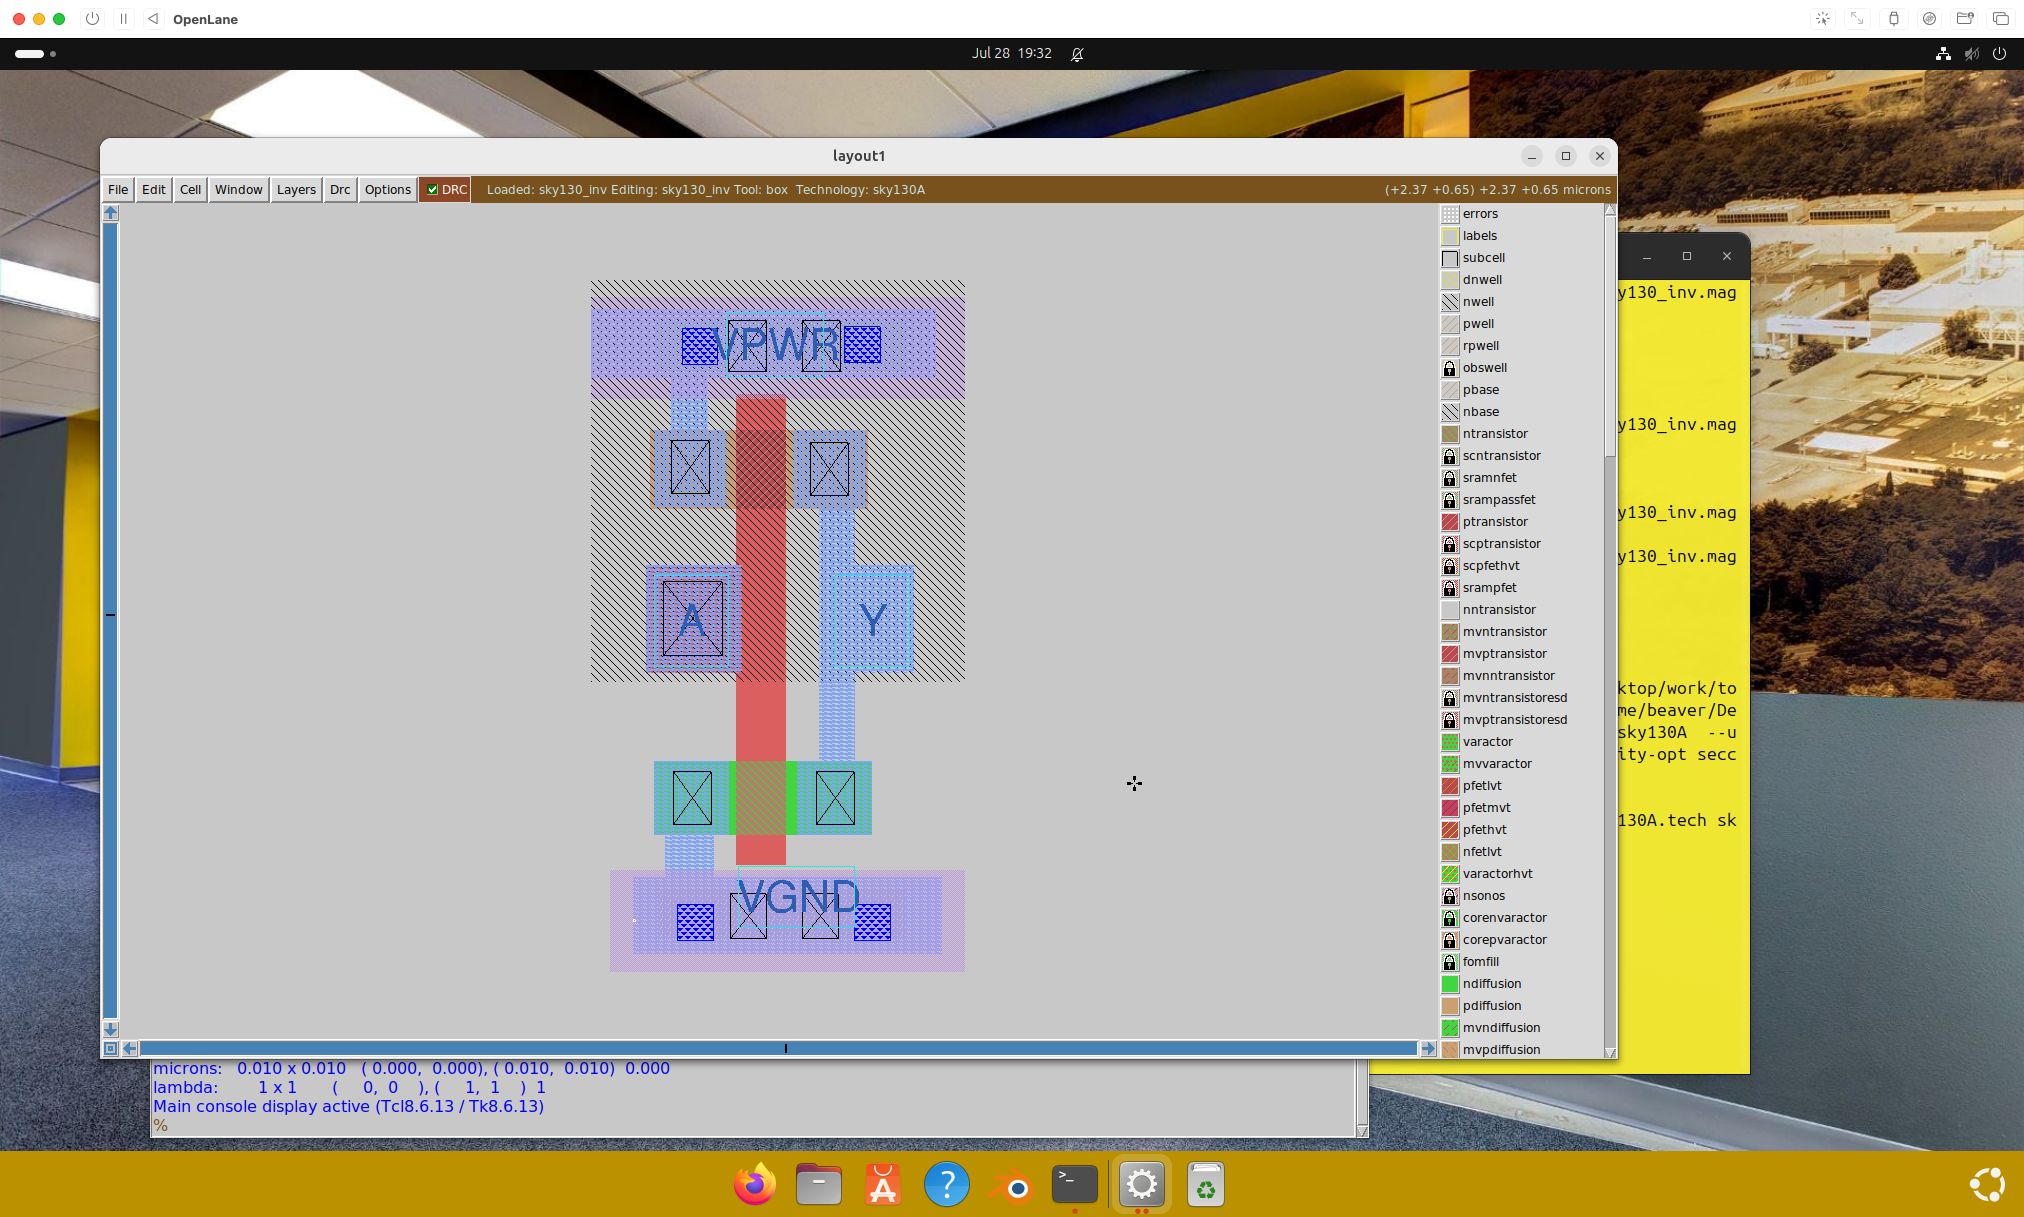 OpenLane
Jul 28 19:32
layout1
File Edit Cell Window Layers Drc Options DRC Loaded: sky130_inv Editing: sky130_inv Tool: box Technology: sky130A (+2.37 +0.65) +2.37 +0.65 microns
VPWR
A
Y
VGND
errors
labels
subcell
dnwell
nwell
pwell
rpwell
obswell
pbase
nbase
ntransistor
scntransistor
sramnfet
srampassfet
ptransistor
scptransistor
scpfethvt
srampfet
nntransistor
mvntransistor
mvptransistor
mvnntransistor
mvntransistoresd
mvptransistoresd
varactor
mvvaractor
pfetlvt
pfetmvt
pfethvt
nfetlvt
varactorhvt
nsonos
corenvaractor
corepvaractor
fomfill
ndiffusion
pdiffusion
mvndiffusion
mvpdiffusion
y130_inv.mag
y130_inv.mag
y130_inv.mag
y130_inv.mag
ktop/work/to
me/beaver/De
sky130A --u
ity-opt secc
130A.tech sk
microns: 0.010 x 0.010 ( 0.000, 0.000), ( 0.010, 0.010) 0.000
lambda: 1 x 1 ( 0, 0 ), ( 1, 1 ) 1
Main console display active (Tcl8.6.13 / Tk8.6.13)
%